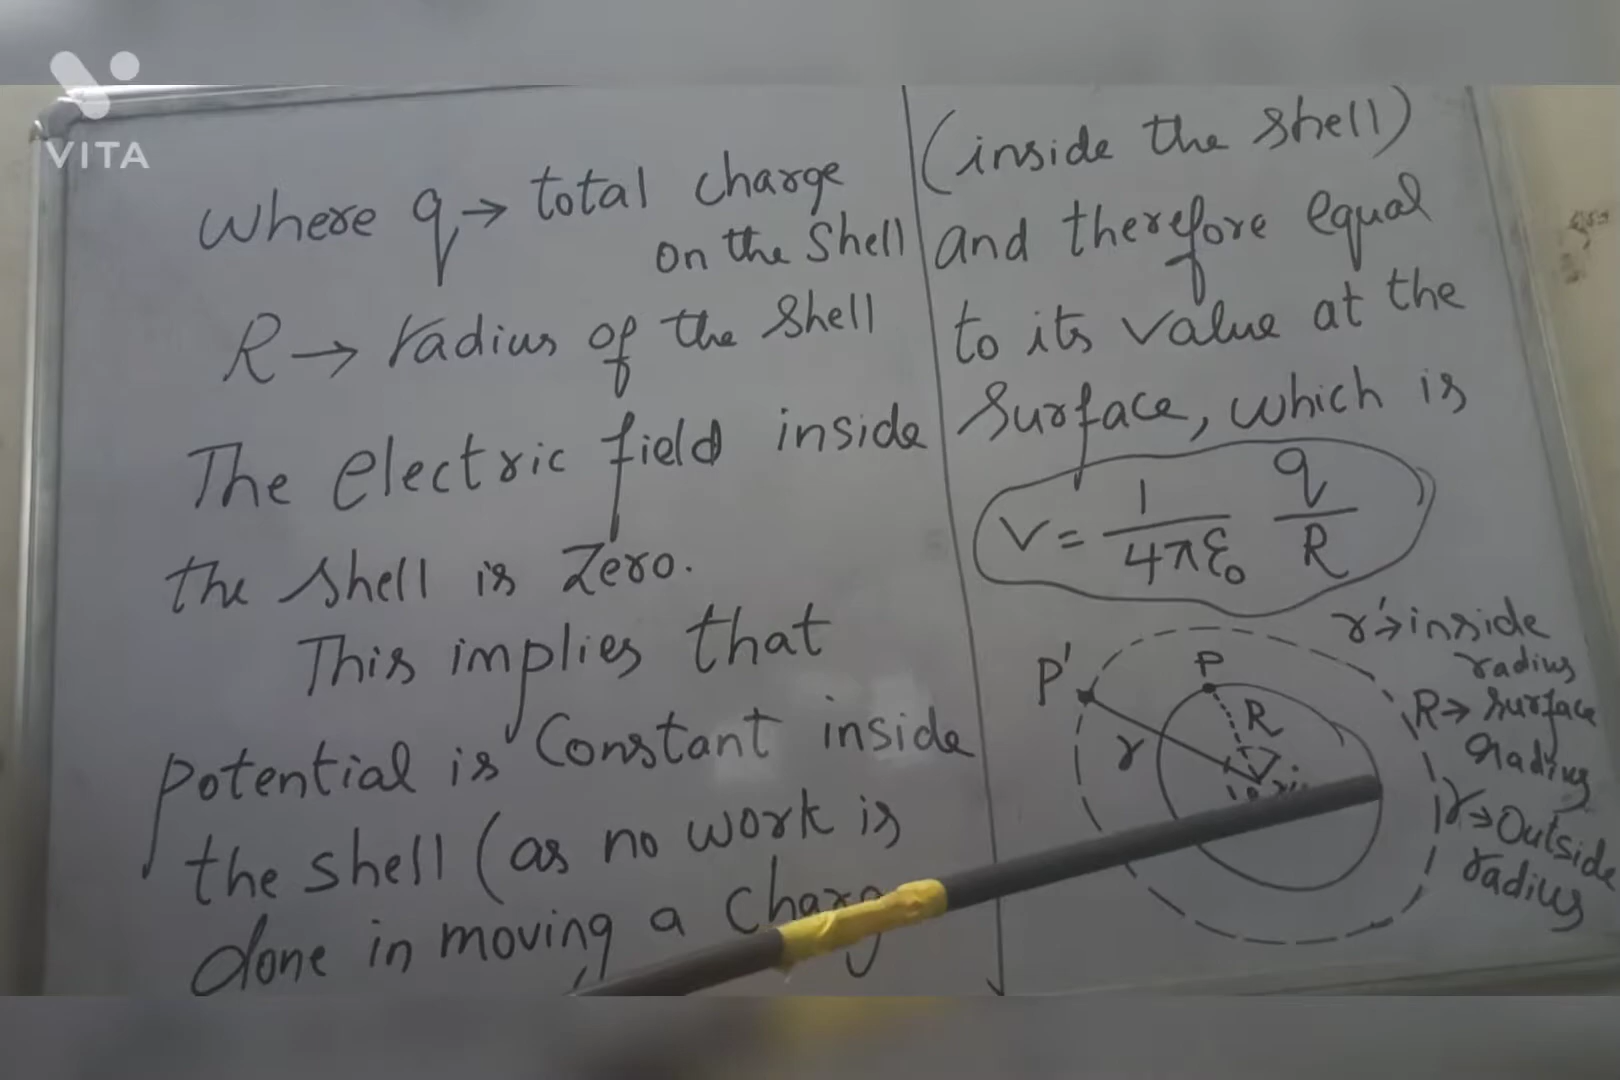 VITA
Where q → total charge
on the shell
R → radius of the shell
The electric field inside
the shell is zero.
This implies that
potential is constant inside
the shell (as no work is
done in moving a charg
(inside the shell)
and therefore equal
to its value at the
surface, which is
V = 1/4πε₀ q/R
r' → inside
radius
R → surface
radius
r → outside
radius
P'
P
R
r